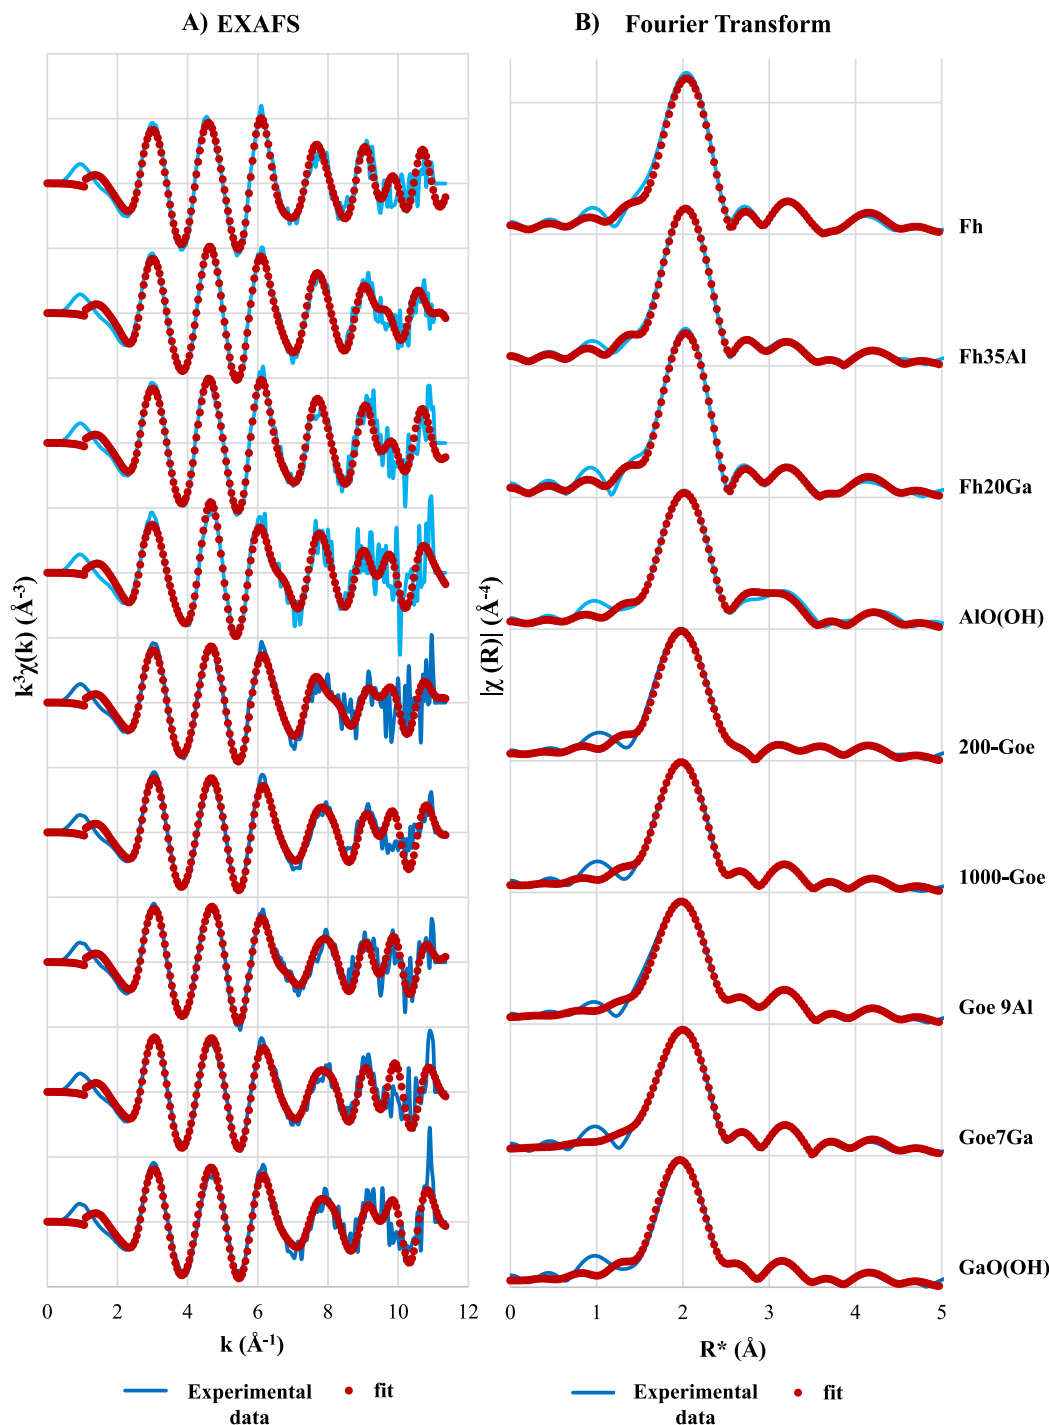 A) EXAFS
B) Fourier Transform
k³χ(k) (Å⁻³)
|χ (R)| (Å⁻⁴)
Fh
Fh35Al
Fh20Ga
AlO(OH)
200-Goe
1000-Goe
Goe 9Al
Goe7Ga
GaO(OH)
0 2 4 6 8 10 12
0 1 2 3 4 5
k (Å⁻¹)
R* (Å)
Experimental data
fit
Experimental data
fit